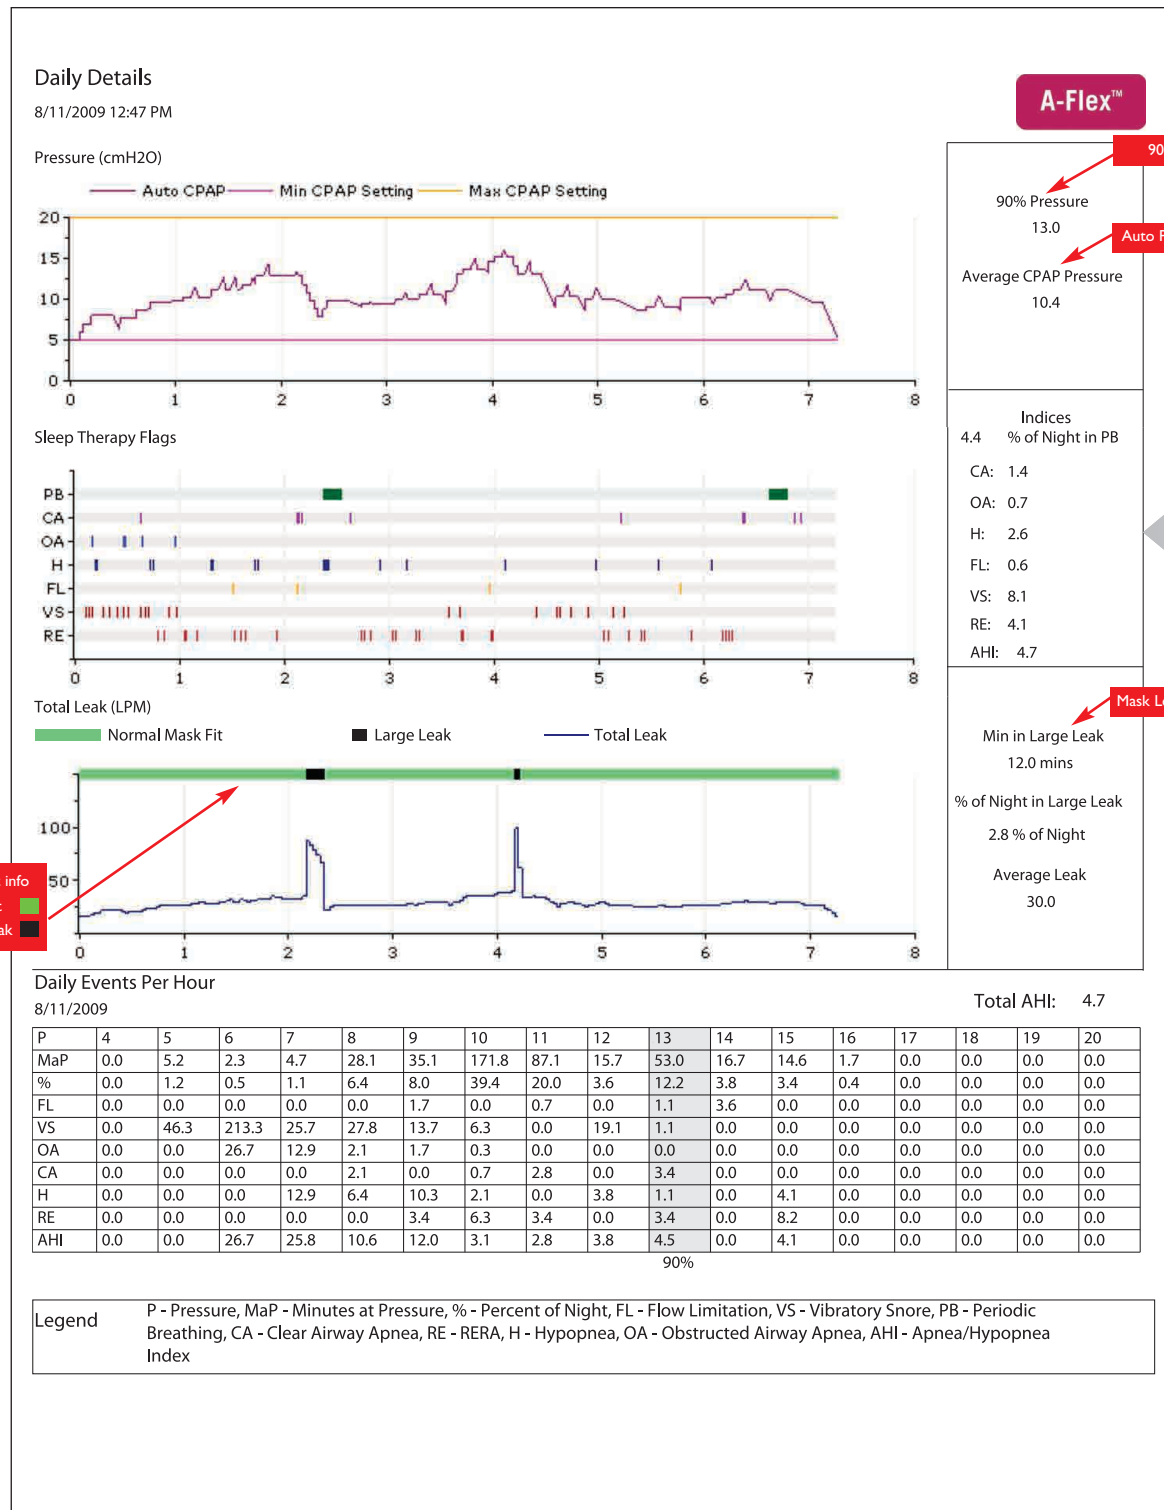 Daily Details
8/11/2009 12:47 PM
A-Flex™
Pressure (cmH2O)
Auto CPAP Min CPAP Setting Max CPAP Setting
20
15
10
5
0
0 1 2 3 4 5 6 7 8
90
90% Pressure
13.0
Auto
Average CPAP Pressure
10.4
Sleep Therapy Flags
PB
CA
OA
H
FL
VS
RE
0 1 2 3 4 5 6 7 8
Indices
4.4 % of Night in PB
CA: 1.4
OA: 0.7
H: 2.6
FL: 0.6
VS: 8.1
RE: 4.1
AHI: 4.7
Total Leak (LPM)
Normal Mask Fit Large Leak Total Leak
100
50
0 1 2 3 4 5 6 7 8
info
Mask
Min in Large Leak
12.0 mins
% of Night in Large Leak
2.8 % of Night
Average Leak
30.0
Daily Events Per Hour
8/11/2009
Total AHI: 4.7
P 4 5 6 7 8 9 10 11 12 13 14 15 16 17 18 19 20
MaP 0.0 5.2 2.3 4.7 28.1 35.1 171.8 87.1 15.7 53.0 16.7 14.6 1.7 0.0 0.0 0.0 0.0
% 0.0 1.2 0.5 1.1 6.4 8.0 39.4 20.0 3.6 12.2 3.8 3.4 0.4 0.0 0.0 0.0 0.0
FL 0.0 0.0 0.0 0.0 0.0 1.7 0.0 0.7 0.0 1.1 3.6 0.0 0.0 0.0 0.0 0.0 0.0
VS 0.0 46.3 213.3 25.7 27.8 13.7 6.3 0.0 19.1 1.1 0.0 0.0 0.0 0.0 0.0 0.0 0.0
OA 0.0 0.0 26.7 12.9 2.1 1.7 0.3 0.0 0.0 0.0 0.0 0.0 0.0 0.0 0.0 0.0 0.0
CA 0.0 0.0 0.0 0.0 2.1 0.0 0.7 2.8 0.0 3.4 0.0 0.0 0.0 0.0 0.0 0.0 0.0
H 0.0 0.0 0.0 12.9 6.4 10.3 2.1 0.0 3.8 1.1 0.0 4.1 0.0 0.0 0.0 0.0 0.0
RE 0.0 0.0 0.0 0.0 0.0 3.4 6.3 3.4 0.0 3.4 0.0 8.2 0.0 0.0 0.0 0.0 0.0
AHI 0.0 0.0 26.7 25.8 10.6 12.0 3.1 2.8 3.8 4.5 0.0 4.1 0.0 0.0 0.0 0.0 0.0
90%
Legend P - Pressure, MaP - Minutes at Pressure, % - Percent of Night, FL - Flow Limitation, VS - Vibratory Snore, PB - Periodic
Breathing, CA - Clear Airway Apnea, RE - RERA, H - Hypopnea, OA - Obstructed Airway Apnea, AHI - Apnea/Hypopnea
Index